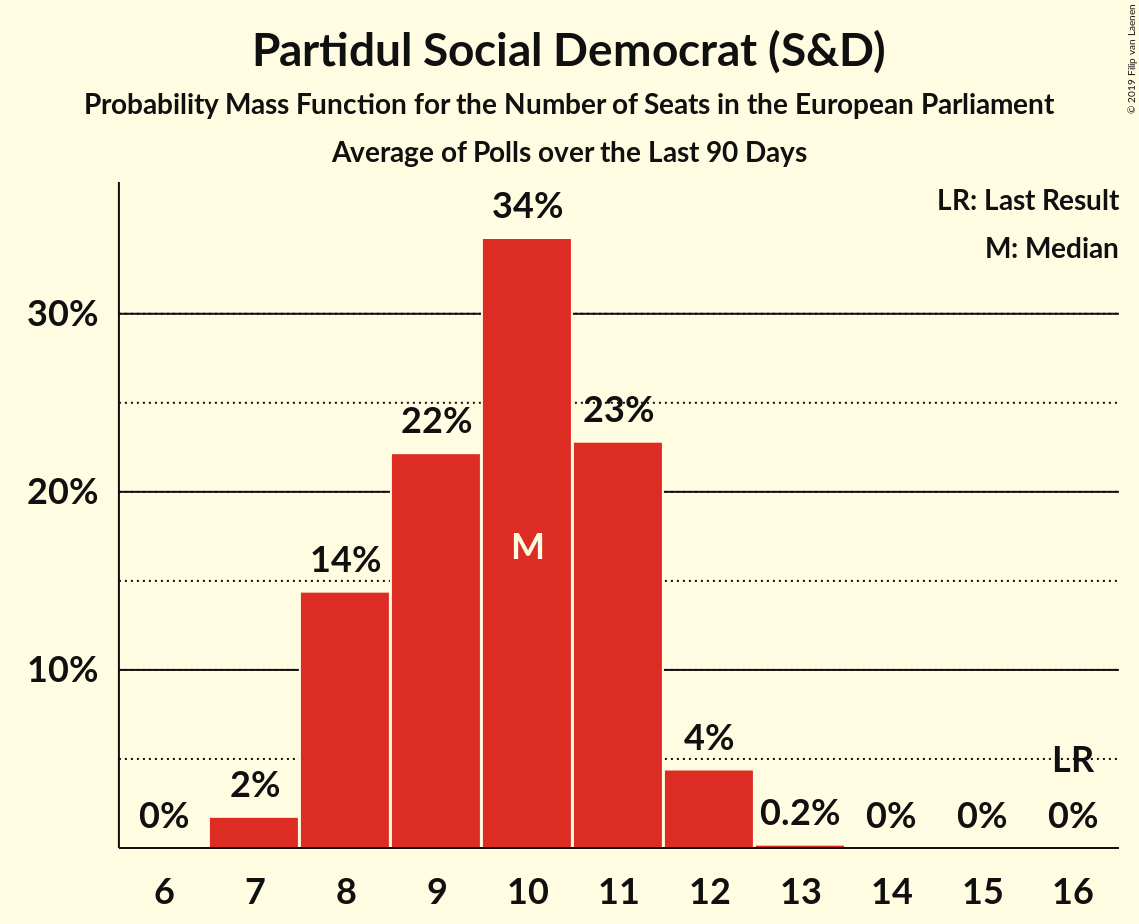 Partidul Social Democrat (S&D)
Probability Mass Function for the Number of Seats in the European Parliament
Average of Polls over the Last 90 Days
© 2019 Filip van Laenen
LR: Last Result
M: Median
34%
30%
23%
22%
20%
M
14%
10%
4%
LR
2%
0%
0.2%
0%
0%
0%
6 7 8 9 10 11 12 13 14 15 16